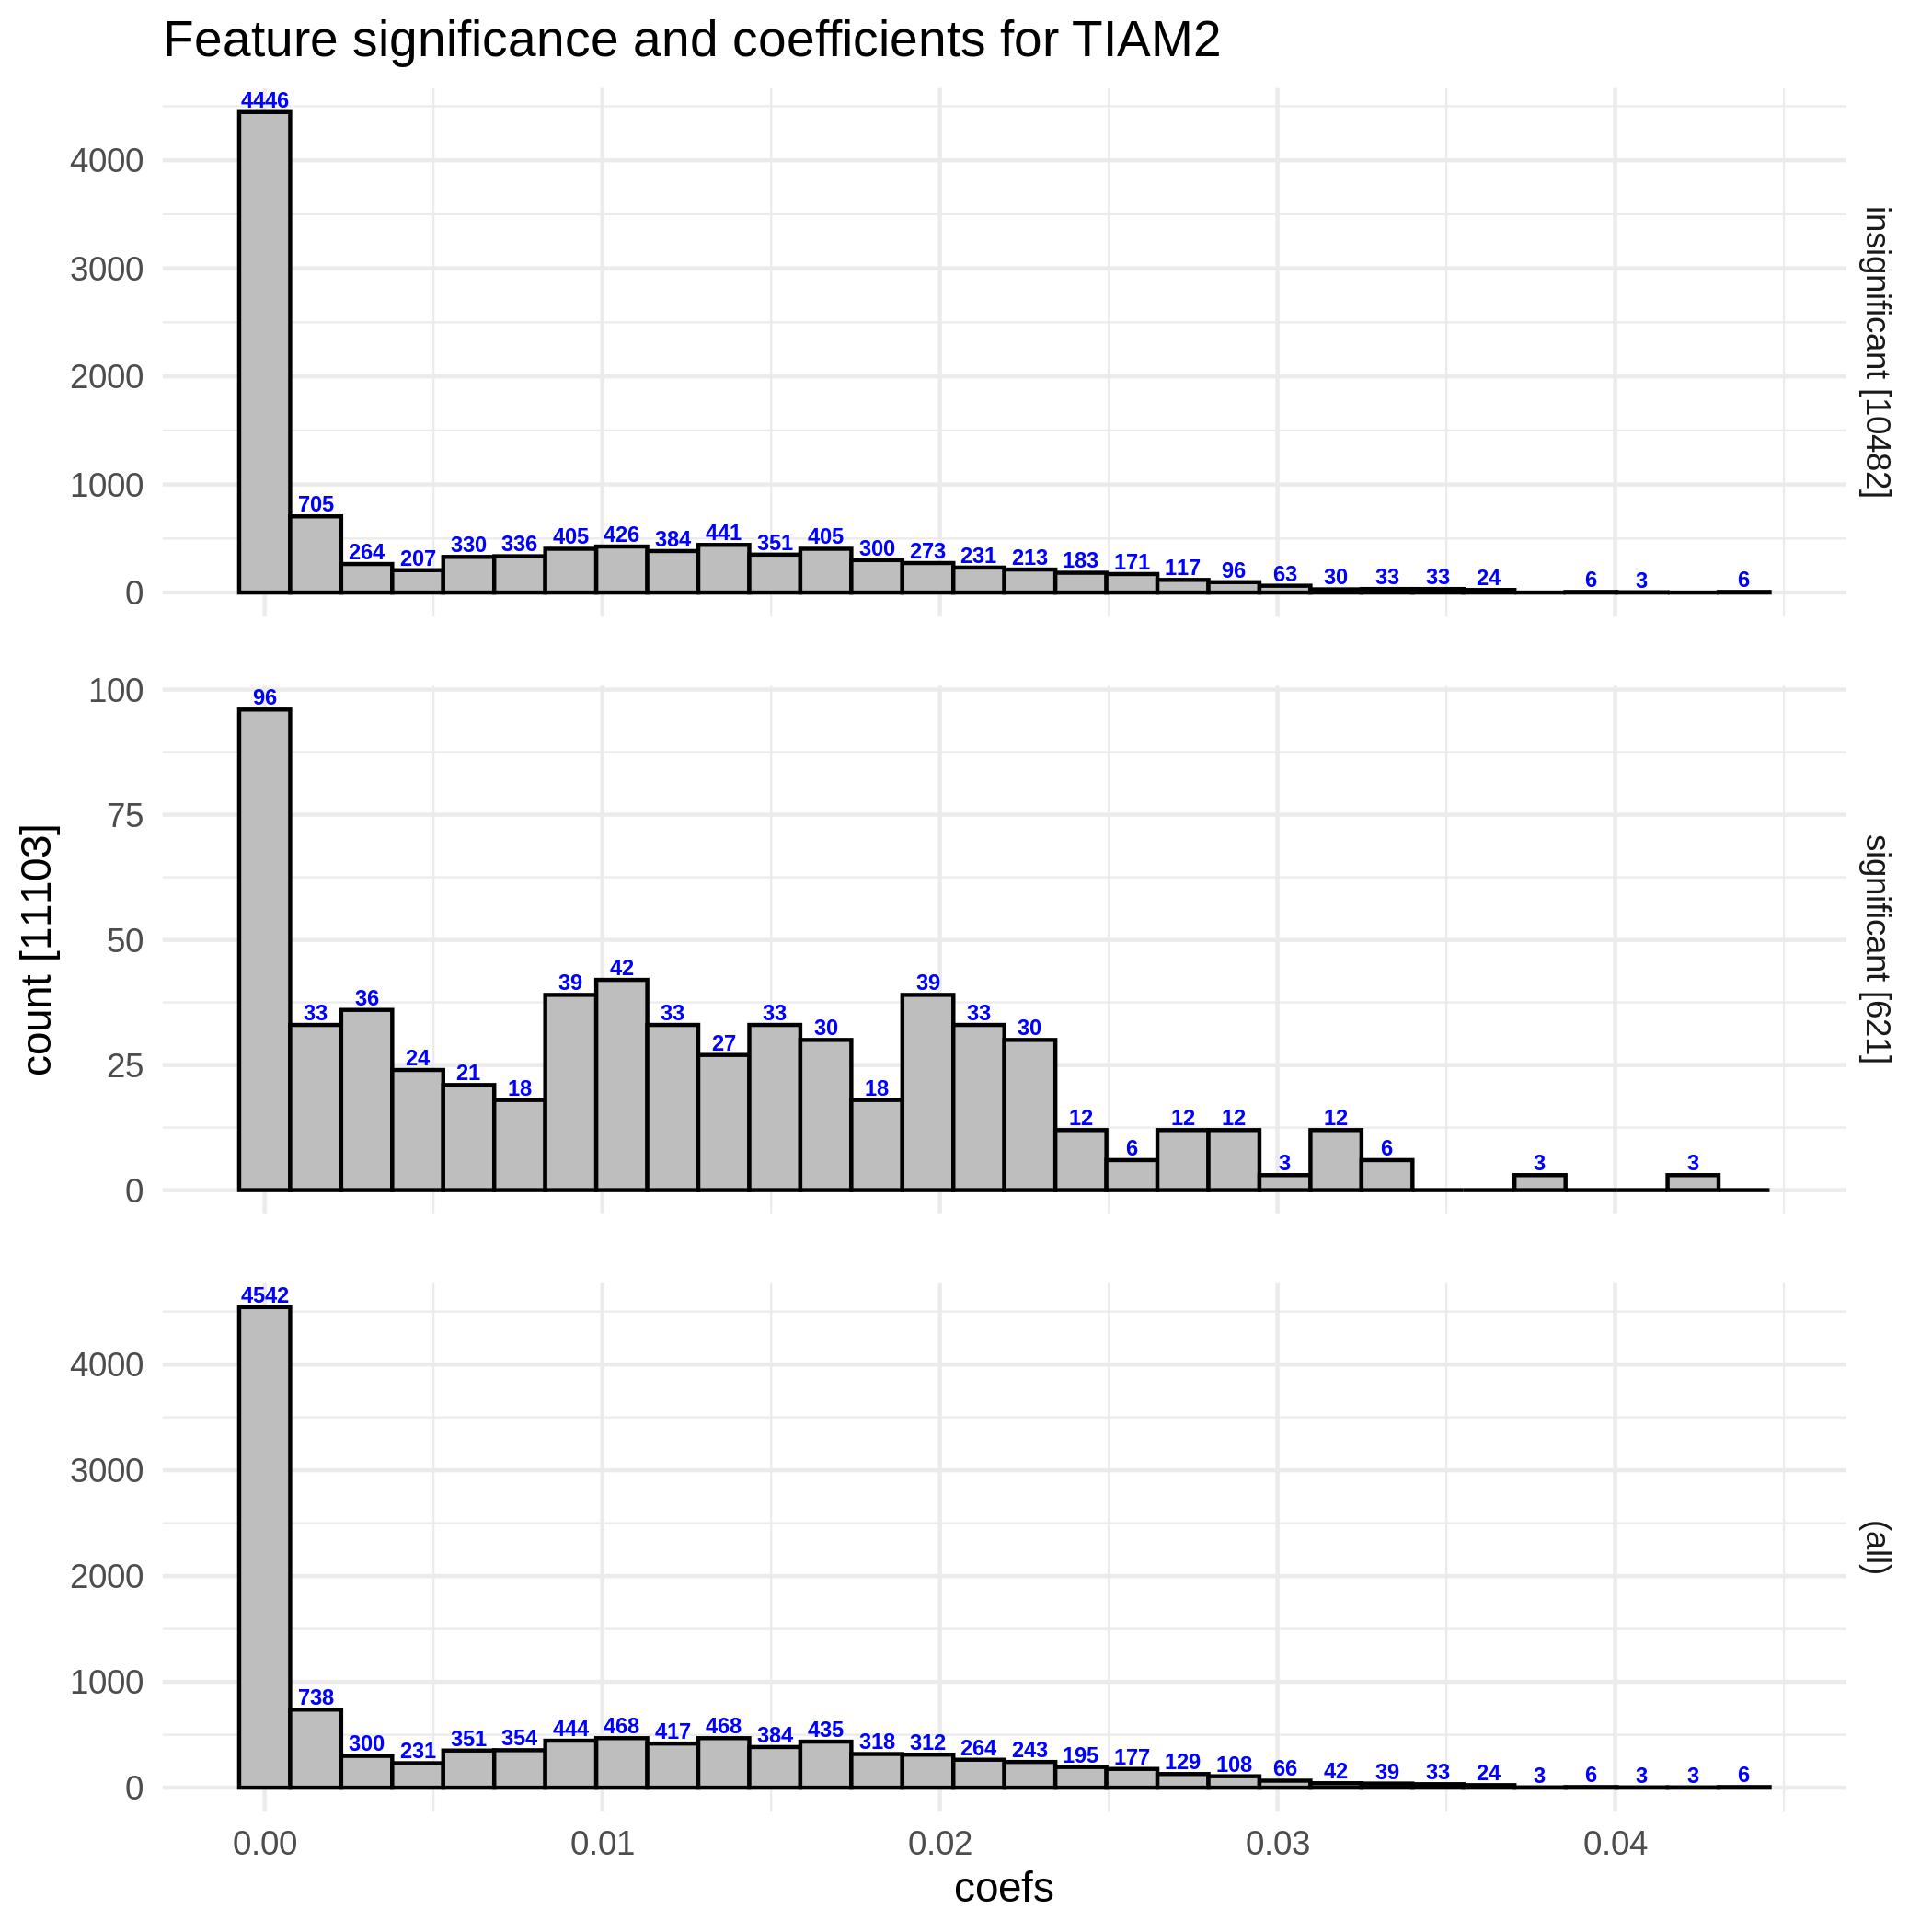 Feature significance and coefficients for TIAM2
4446
4000
3000
2000
1000
0
705 264 207 330 336 405 426 384 441 351 405 300 273 231 213 183 171 117 96 63 30 33 33 24 6 3 6
insignificant [10482]
count [11103]
100
75
50
25
0
96 33 36 24 21 18 39 42 33 27 33 30 18 39 33 30 12 6 12 12 3 12 6 3 3
significant [621]
4542
4000
3000
2000
1000
0
738 300 231 351 354 444 468 417 468 384 435 318 312 264 243 195 177 129 108 66 42 39 33 24 3 6 3 3 6
(all)
0.00 0.01 0.02 0.03 0.04
coefs